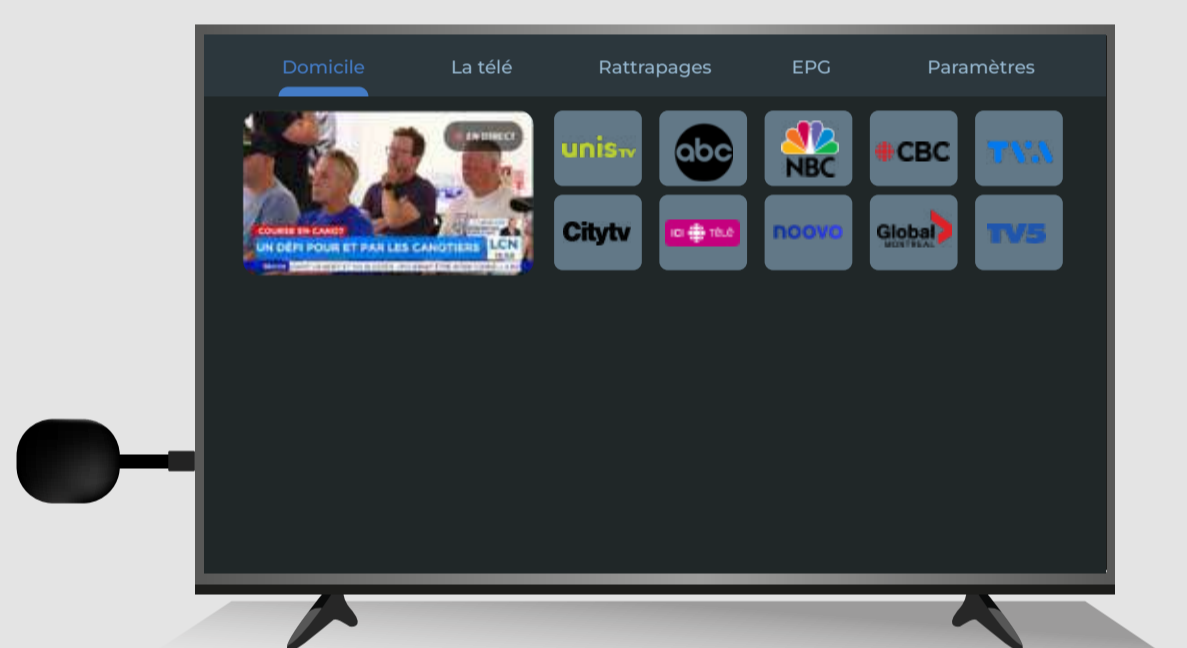 Domicile
La télé
Rattrapages
EPG
Paramètres
EN DIRECT
COURSE EN CANOT
UN DÉFI POUR ET PAR LES CANOTIERS
LCN
unis TV
abc
NBC
CBC
TVA
Citytv
ICI TÉLÉ
noovo
Global
MONTREAL
TV5